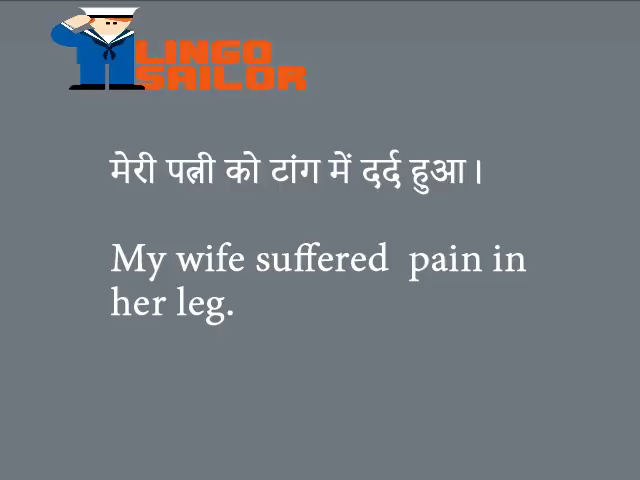 LINGO
SAILOR
मेरी पत्नी को टांग में दर्द हुआ।
My wife suffered  pain in
her leg.